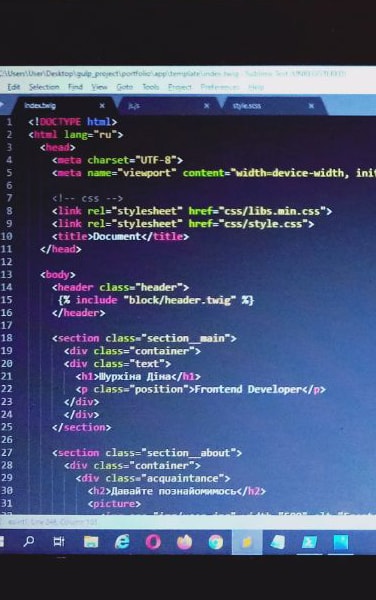 C:\Users\User\Desktop\gulp_project\portfolio\app\template\index.twig - Sublime Text (UNREGISTERED)
Edit Selection Find View Goto Tools Project Preferences Help
index.twig × js.js × style.scss ×
1 <!DOCTYPE html>
2 <html lang="ru">
3 <head>
4 <meta charset="UTF-8">
5 <meta name="viewport" content="width=device-width, init
6
7 <!-- css -->
8 <link rel="stylesheet" href="css/libs.min.css">
9 <link rel="stylesheet" href="css/style.css">
10 <title>Document</title>
11 </head>
12
13 <body>
14 <header class="header">
15 {% include "block/header.twig" %}
16 </header>
17
18 <section class="section__main">
19 <div class="container">
20 <div class="text">
21 <h1>Шурхіна Діна</h1>
22 <p class="position">Frontend Developer</p>
23 </div>
24 </div>
25 </section>
26
27 <section class="section__about">
28 <div class="container">
29 <div class="acquaintance">
30 <h2>Давайте познайомимось</h2>
31 <picture>